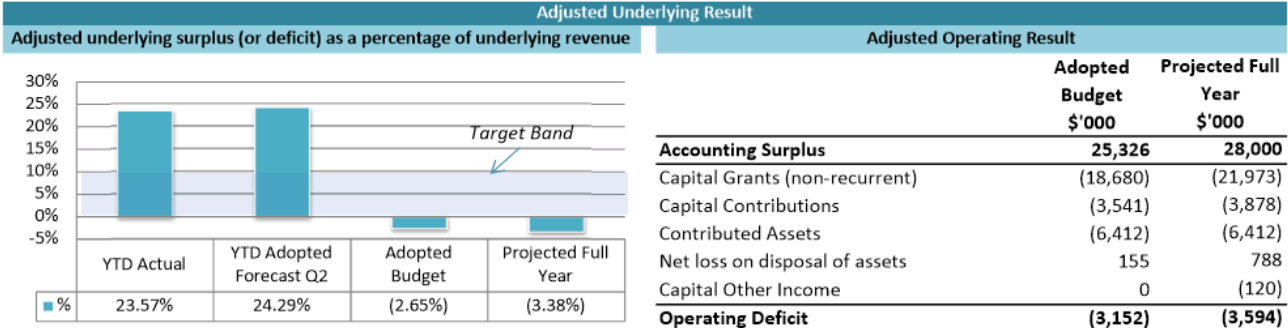 Adjusted Underlying Result
Adjusted underlying surplus (or deficit) as a percentage of underlying revenue
30%
25%
20%
15%
10%
5%
0%
-5%
Target Band
YTD Actual
YTD Adopted
Forecast Q2
Adopted
Budget
Projected Full
Year
% 23.57% 24.29% (2.65%) (3.38%)
Adjusted Operating Result
Adopted Projected Full
Budget Year
$'000 $'000
Accounting Surplus 25,326 28,000
Capital Grants (non-recurrent) (18,680) (21,973)
Capital Contributions (3,541) (3,878)
Contributed Assets (6,412) (6,412)
Net loss on disposal of assets 155 788
Capital Other Income 0 (120)
Operating Deficit (3,152) (3,594)